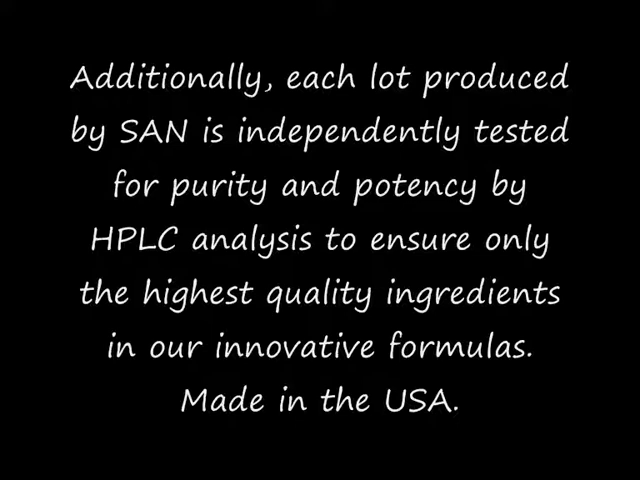 Additionally, each lot produced
by SAN is independently tested
for purity and potency by
HPLC analysis to ensure only
the highest quality ingredients
in our innovative formulas.
Made in the USA.